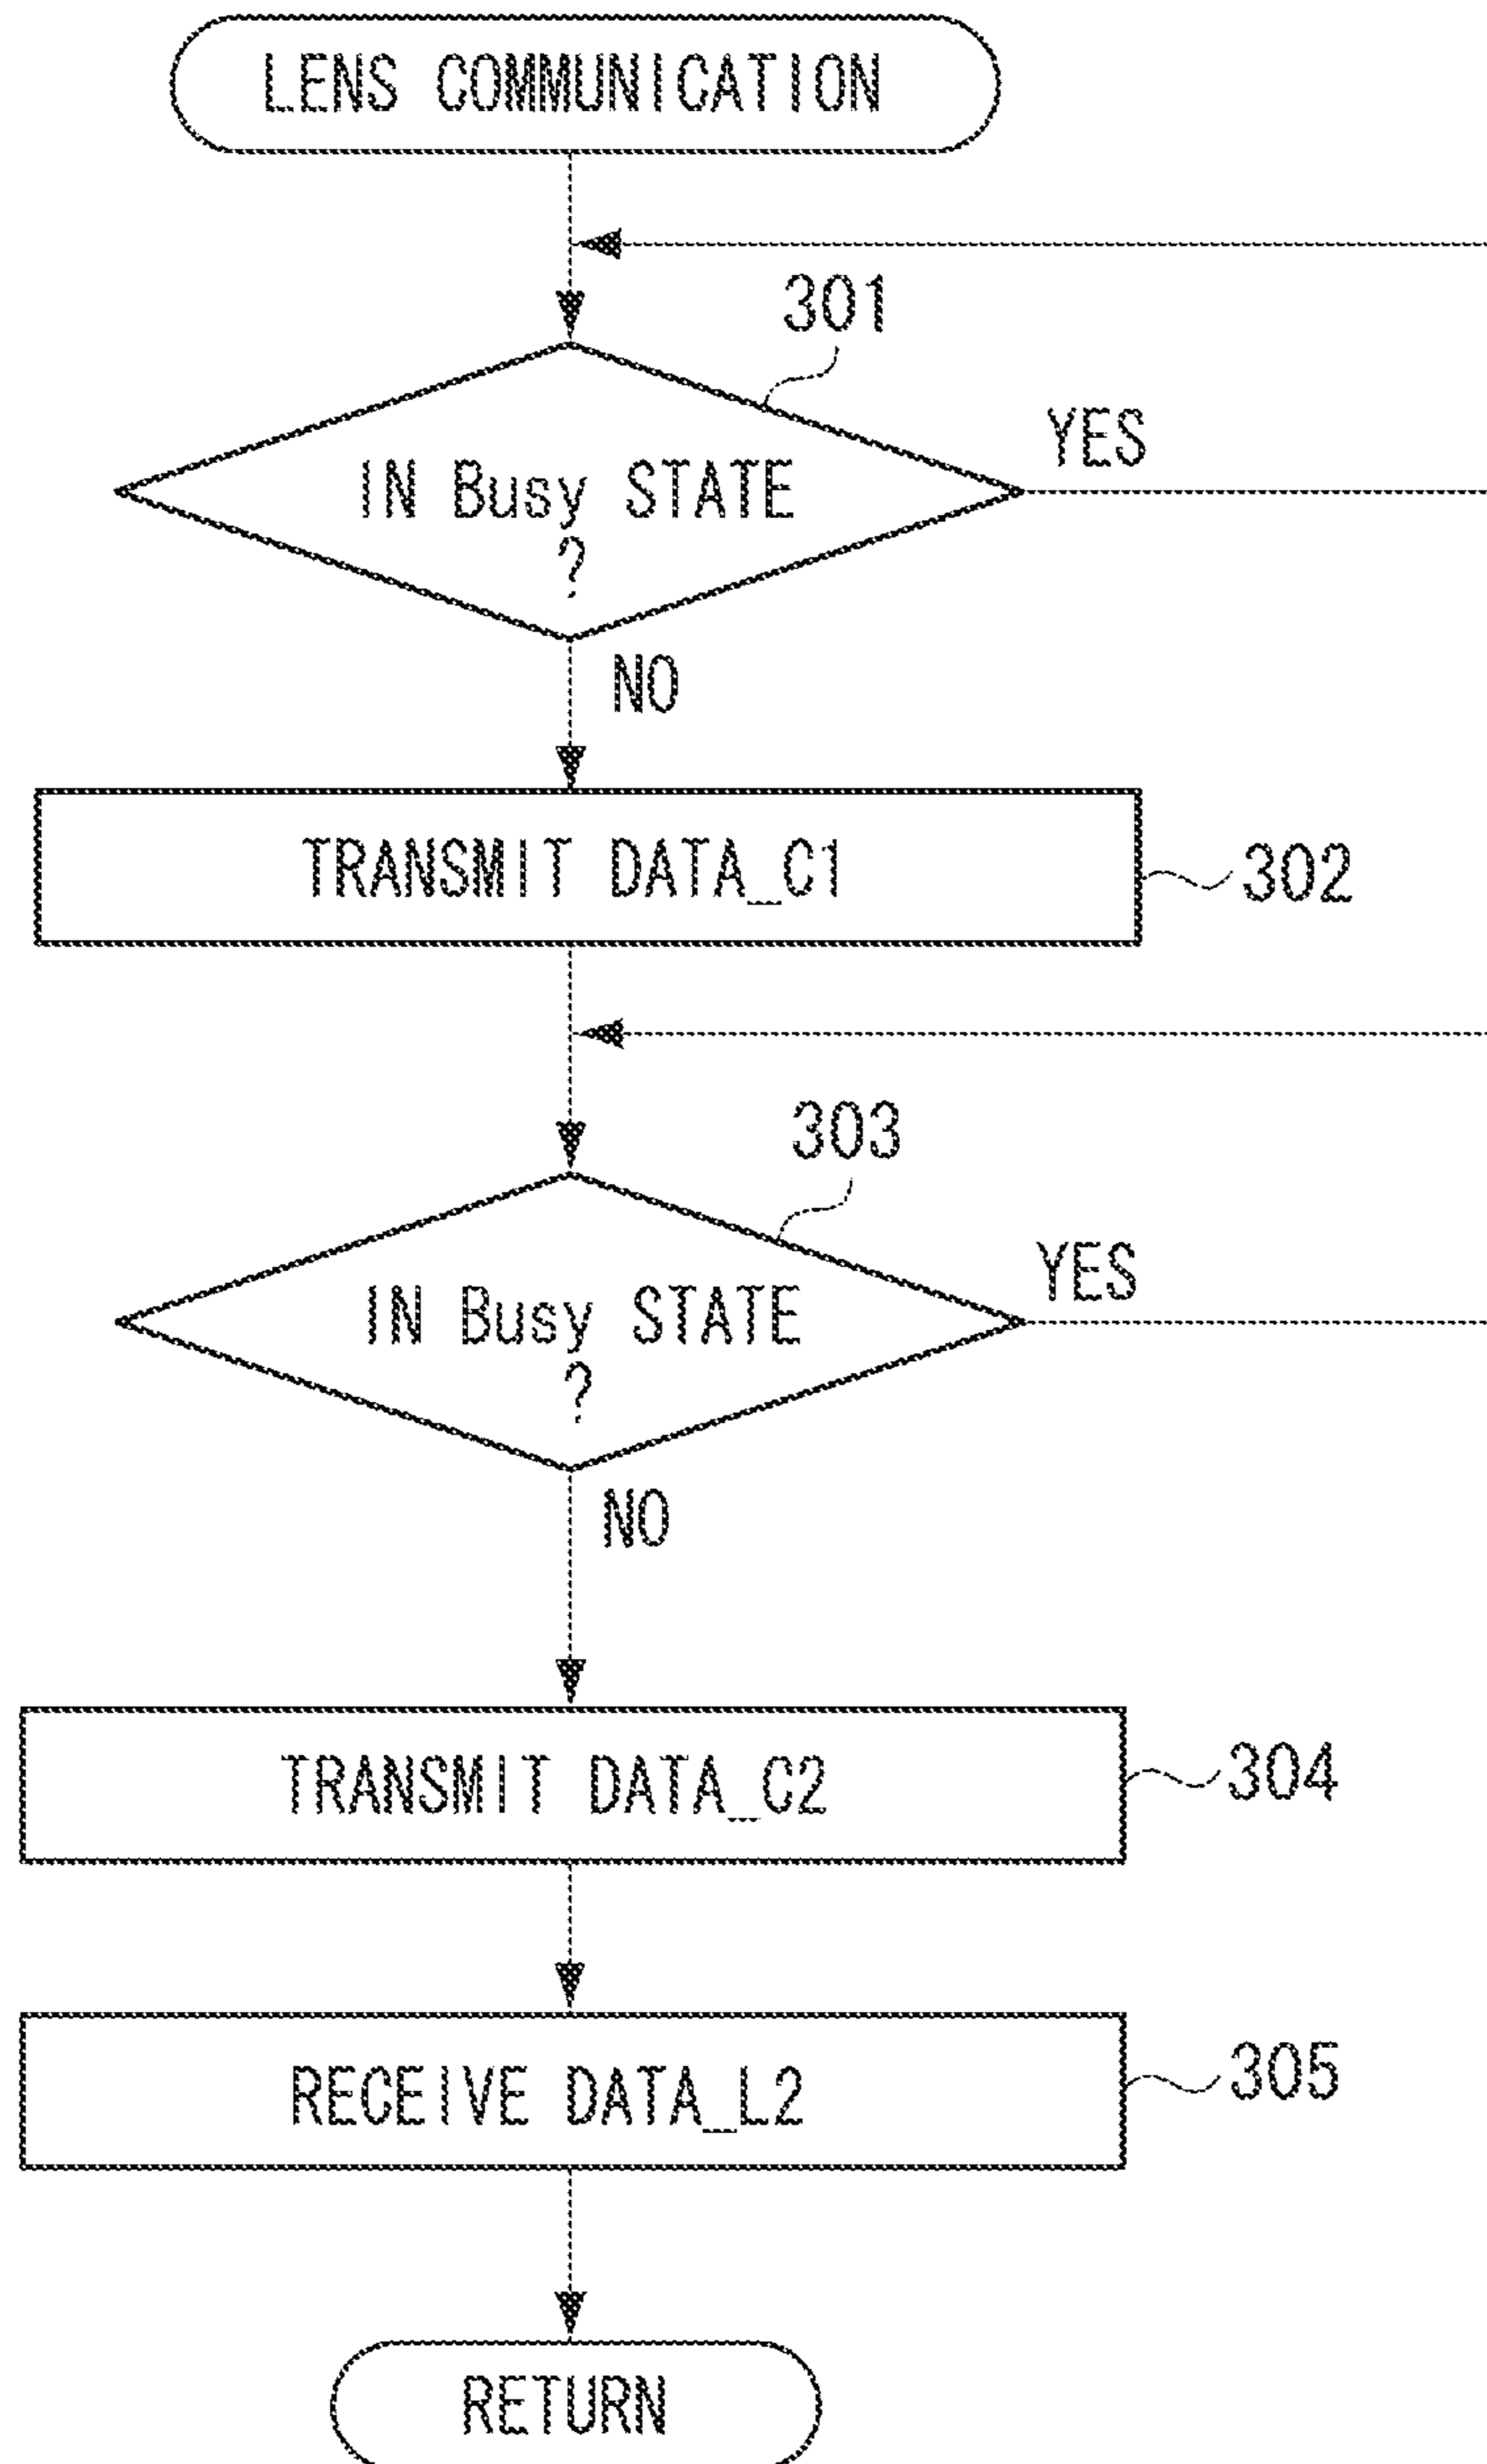 LENS COMMUNICATION
301
YES
IN Busy STATE
?
NO
TRANSMIT DATA_C1
302
303
YES
IN Busy STATE
?
NO
TRANSMIT DATA_C2
304
RECEIVE DATA_L2
305
RETURN